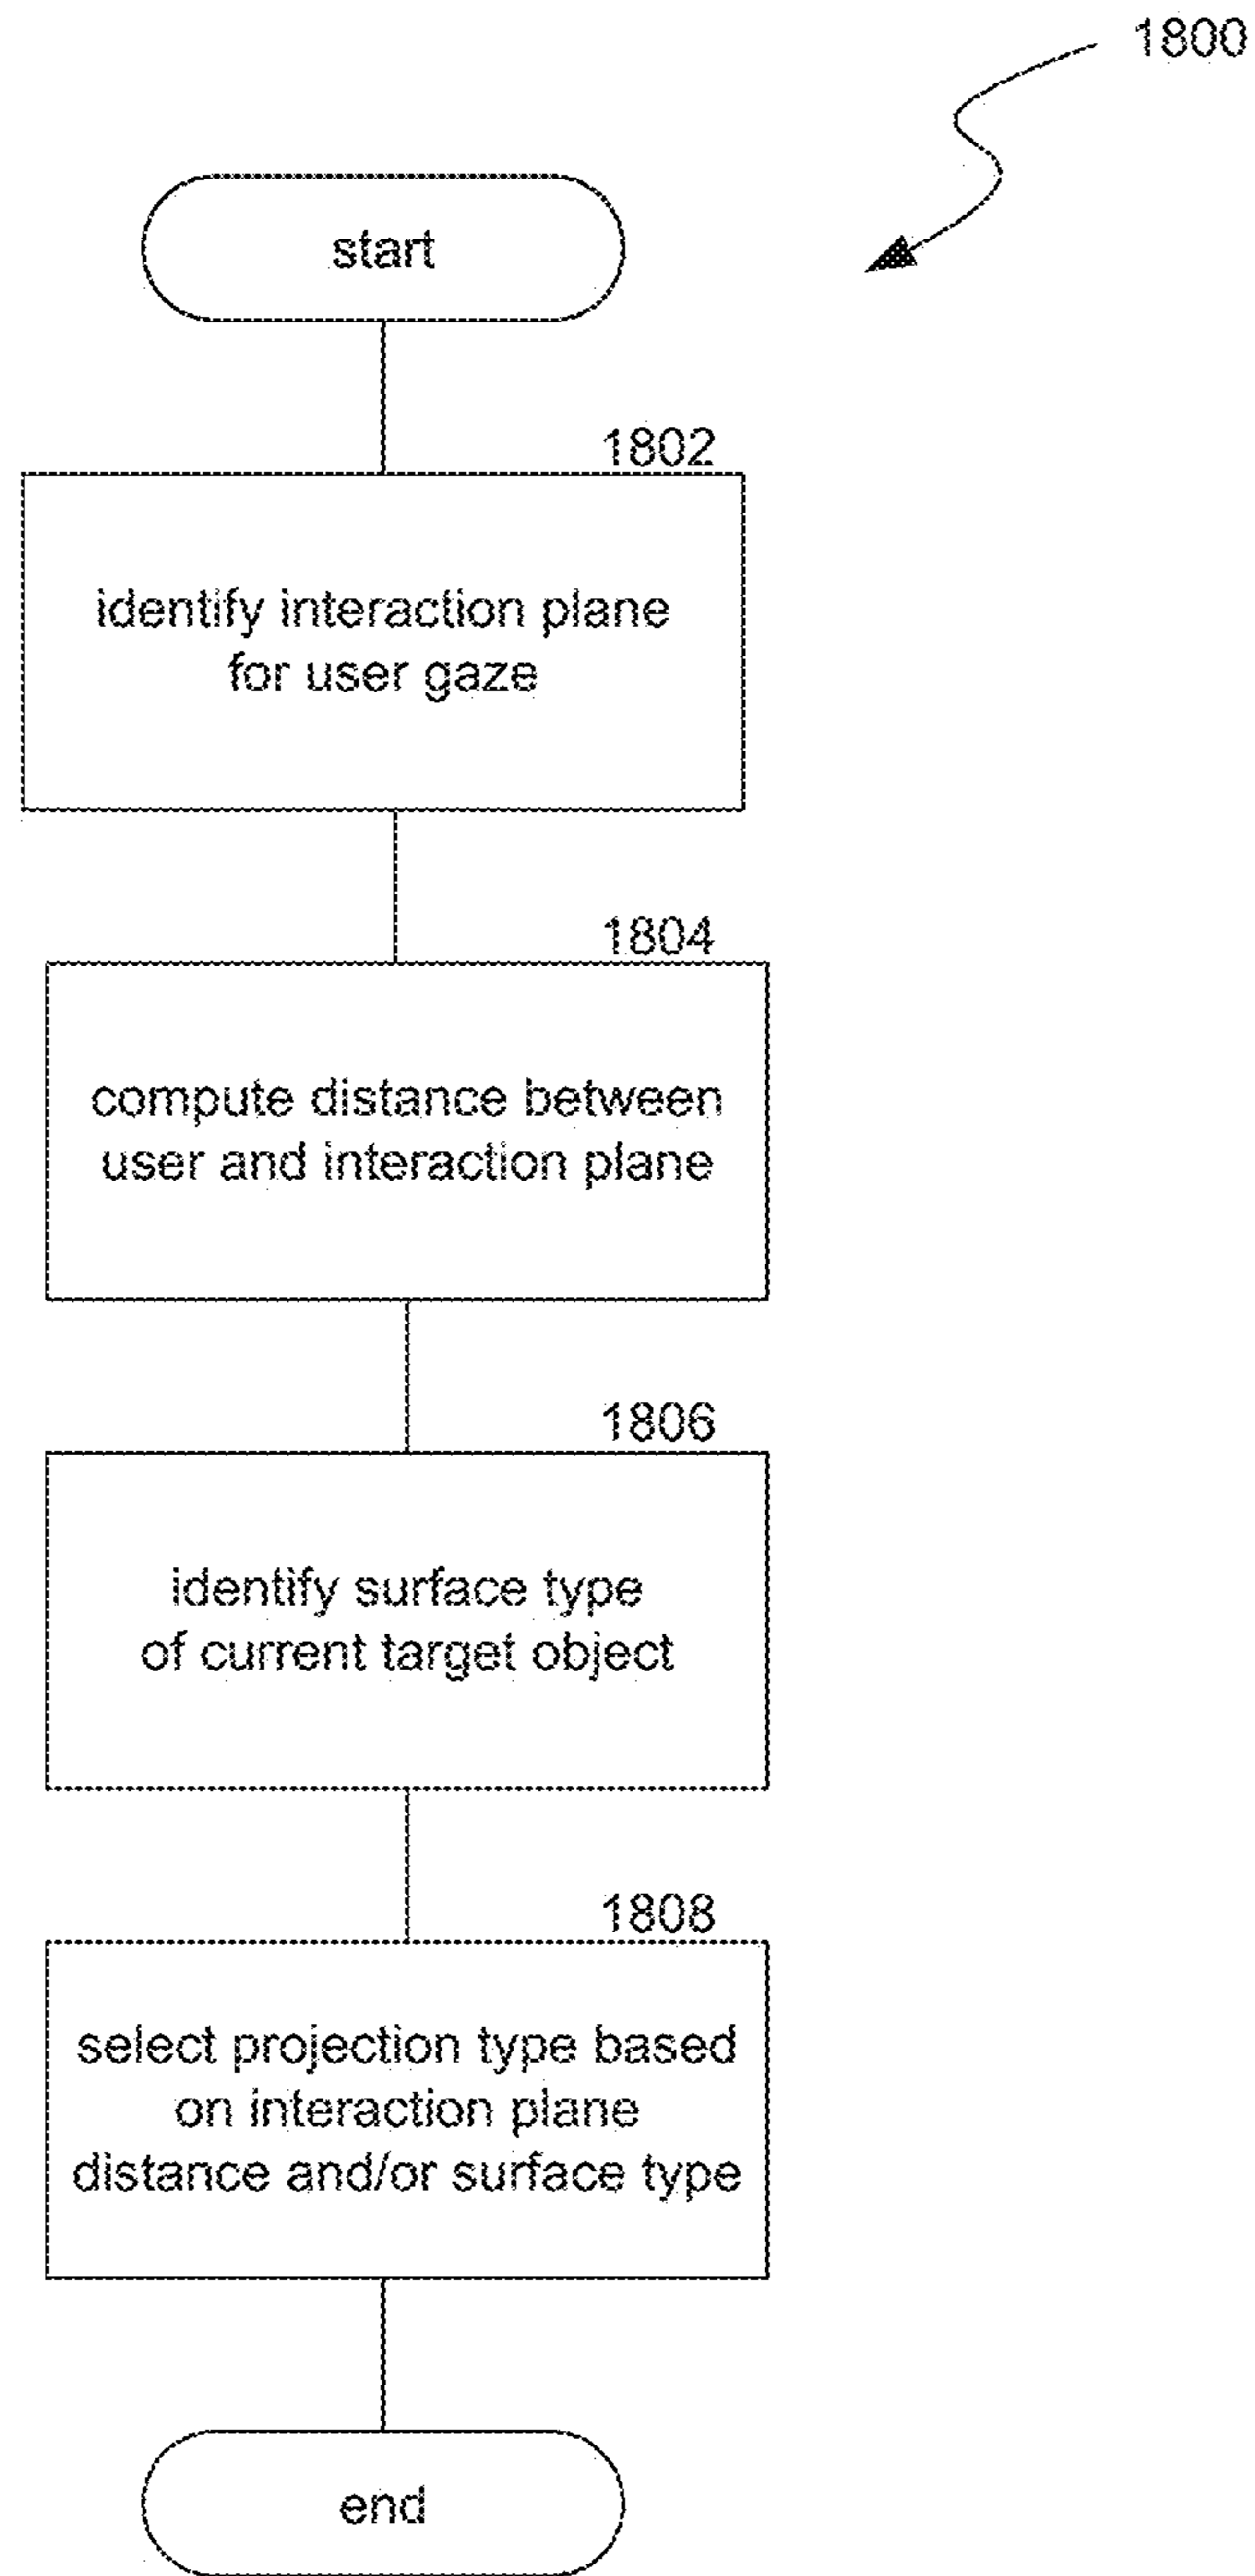 1800
start
1802
identify interaction plane
for user gaze
1804
compute distance between
user and interaction plane
1806
identify surface type
of current target object
1808
select projection type based
on interaction plane
distance and/or surface type
end